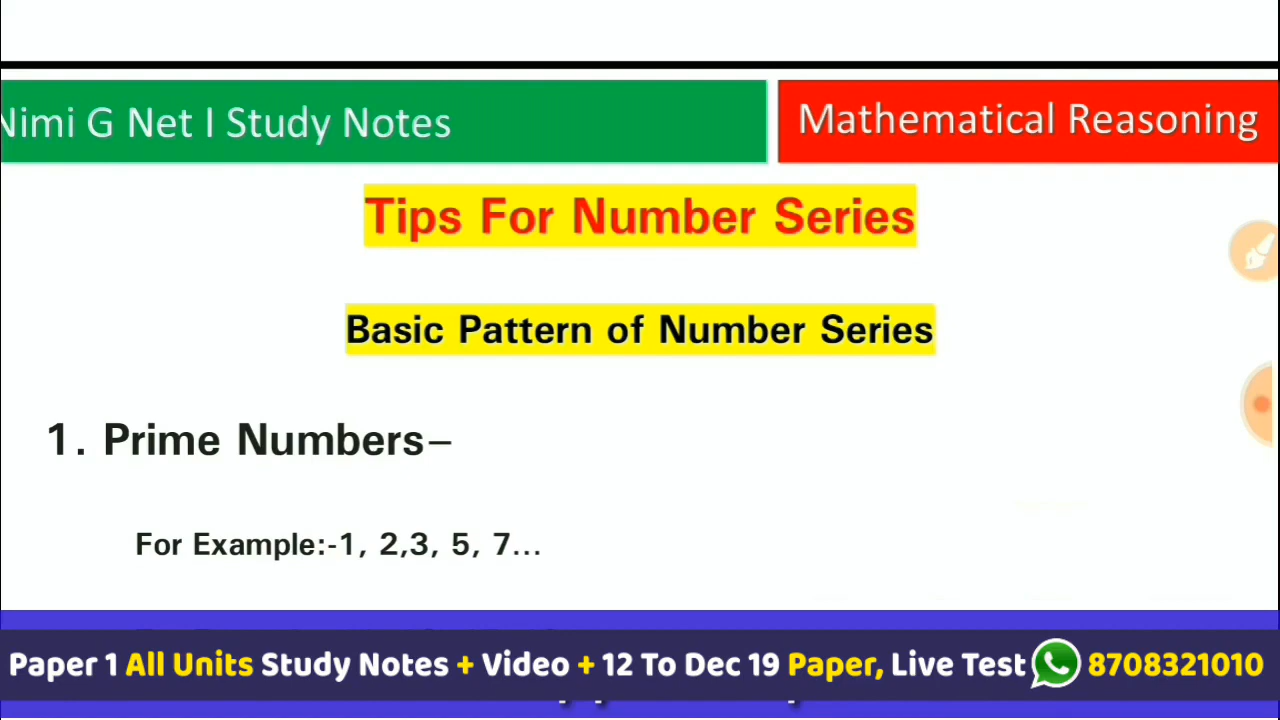 Nimi G Net I Study Notes
Mathematical Reasoning
Tips For Number Series
Basic Pattern of Number Series
1. Prime Numbers–
For Example:-1, 2,3, 5, 7...
Paper 1 All Units Study Notes + Video + 12 To Dec 19 Paper, Live Test 8708321010